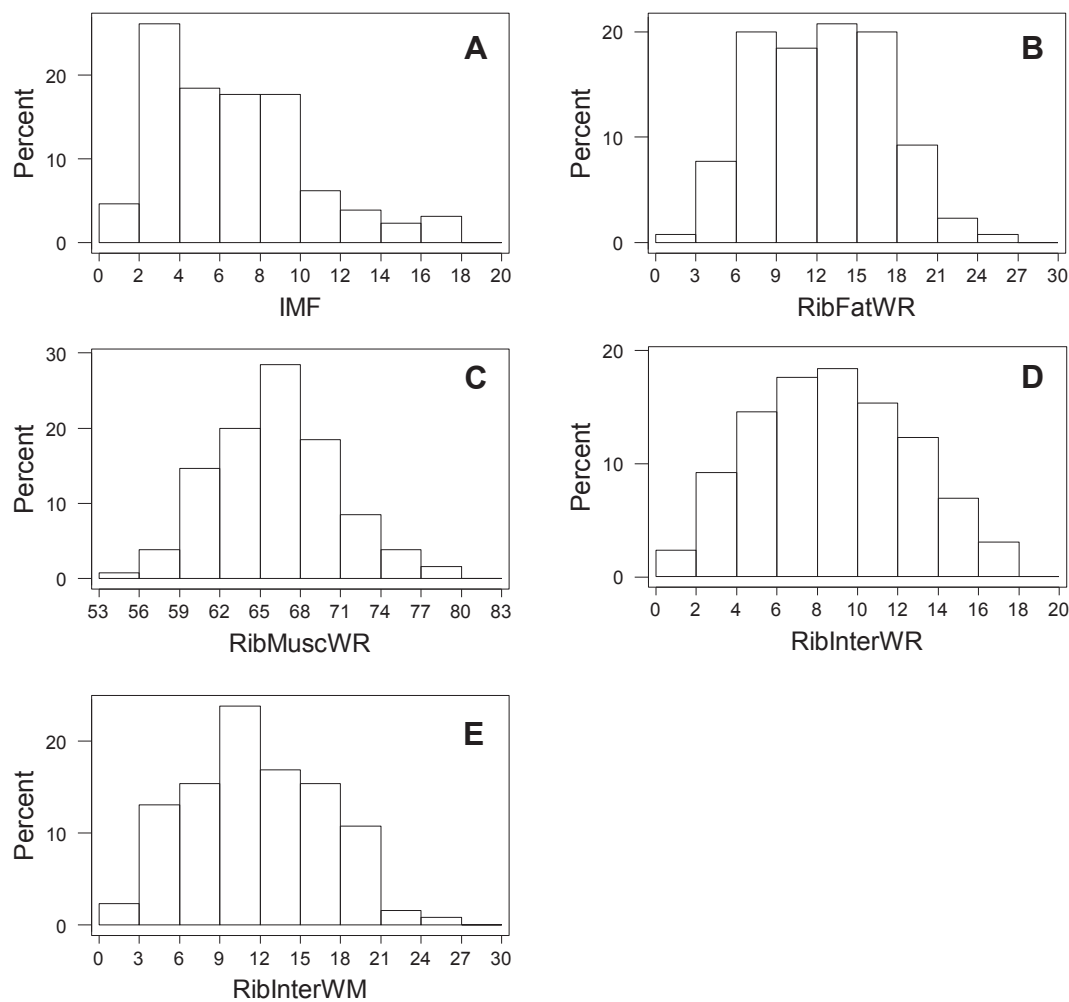 A
Percent
20
10
0
0 2 4 6 8 10 12 14 16 18 20
IMF
B
Percent
20
10
0
0 3 6 9 12 15 18 21 24 27 30
RibFatWR
C
Percent
30
20
10
0
53 56 59 62 65 68 71 74 77 80 83
RibMuscWR
D
Percent
20
10
0
0 2 4 6 8 10 12 14 16 18 20
RibInterWR
E
Percent
20
10
0
0 3 6 9 12 15 18 21 24 27 30
RibInterWM